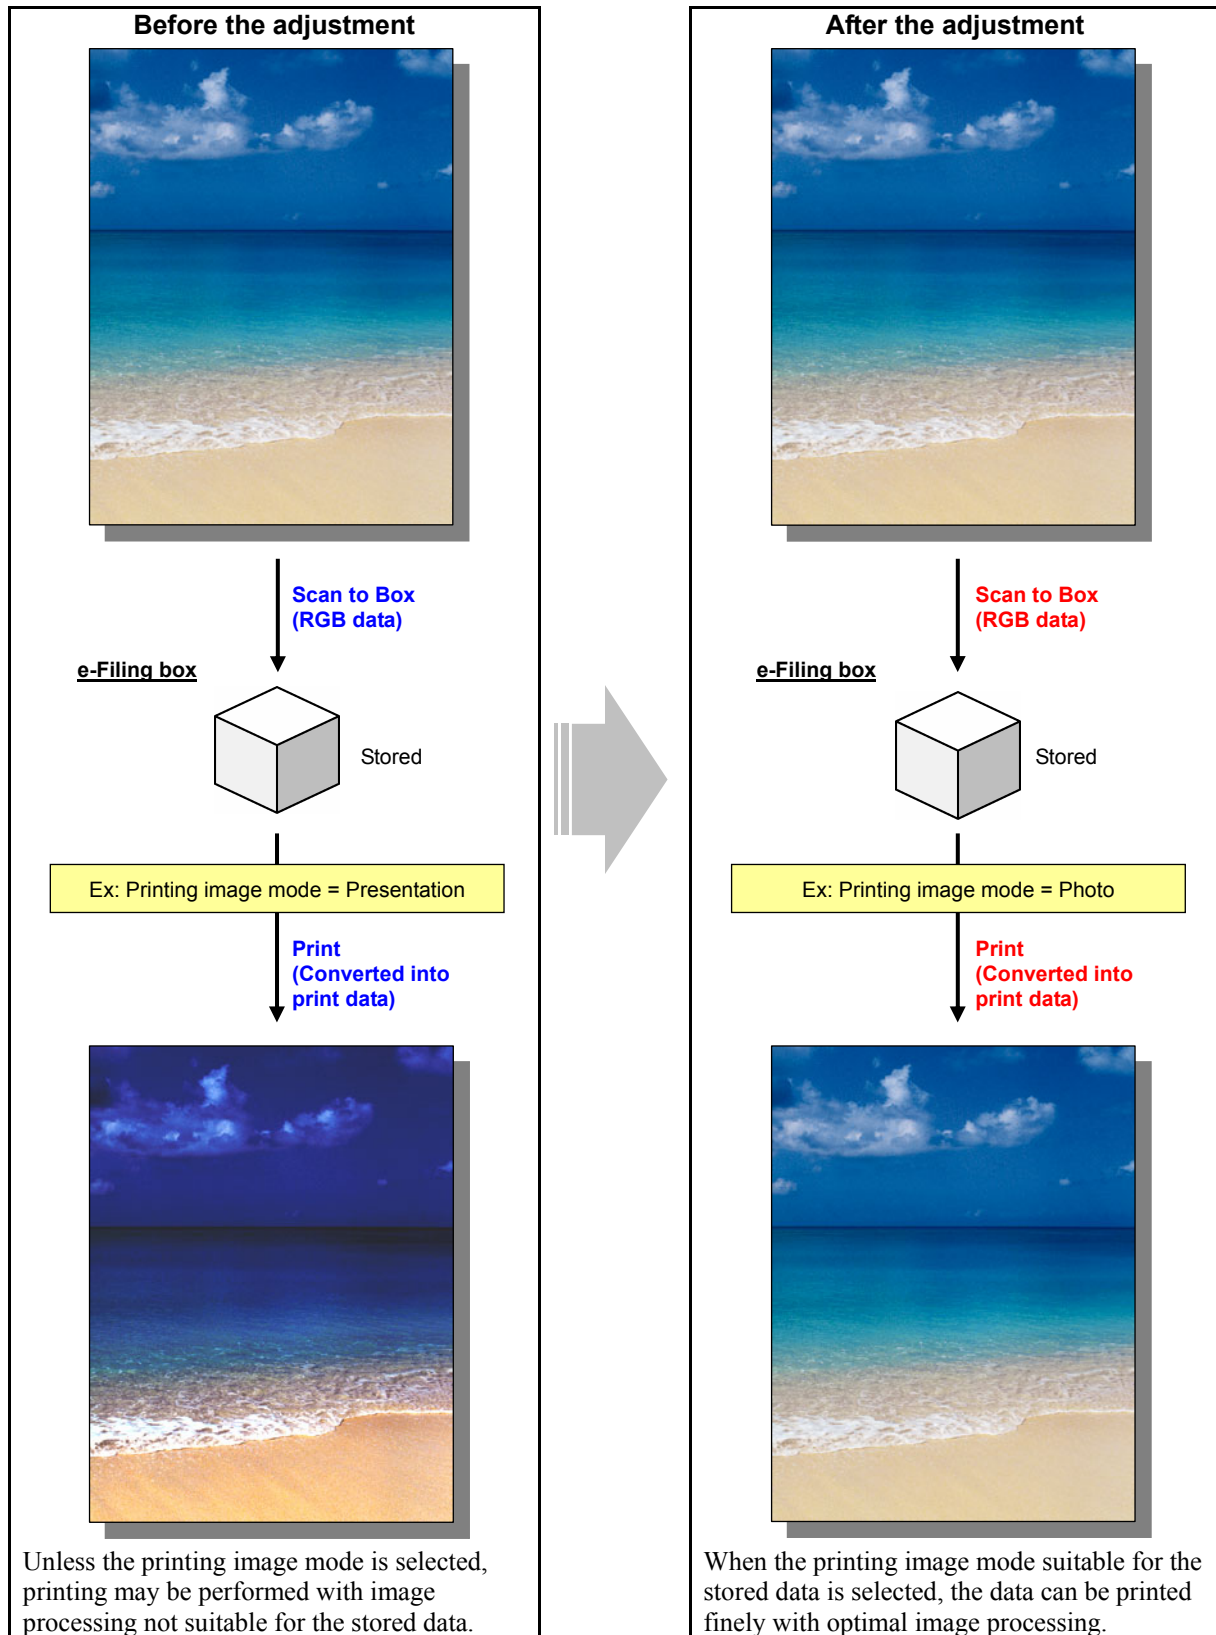 Before the adjustment
Scan to Box
(RGB data)
e-Filing box
Stored
Ex: Printing image mode = Presentation
Print
(Converted into
print data)
Unless the printing image mode is selected,
printing may be performed with image
processing not suitable for the stored data.
After the adjustment
Scan to Box
(RGB data)
e-Filing box
Stored
Ex: Printing image mode = Photo
Print
(Converted into
print data)
When the printing image mode suitable for the
stored data is selected, the data can be printed
finely with optimal image processing.